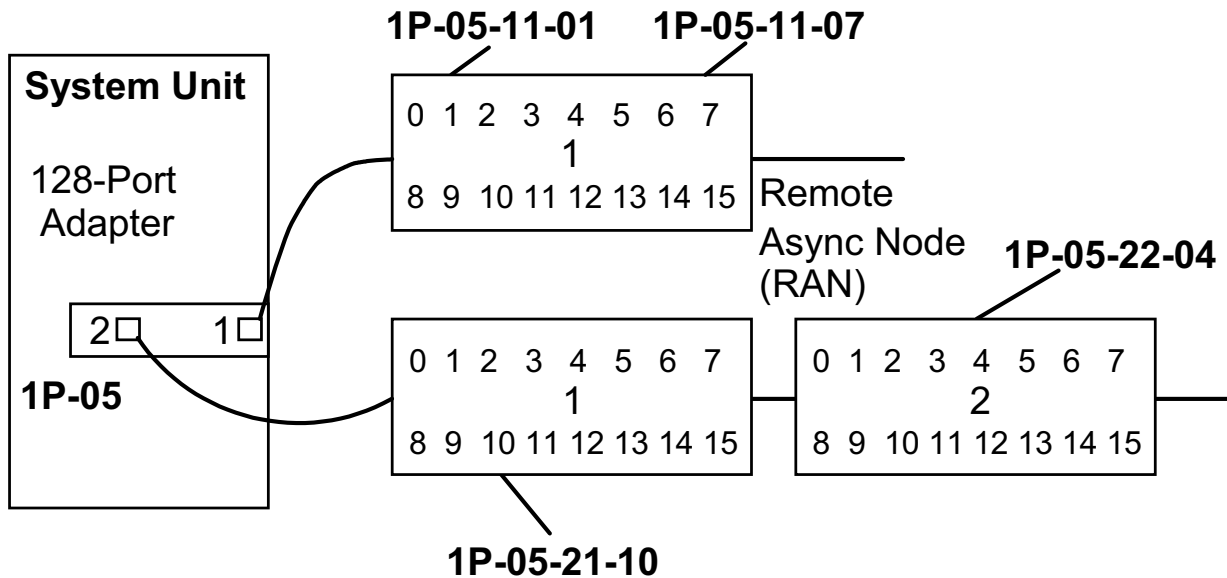 1P-05-11-01 1P-05-11-07
System Unit
128-Port
Adapter
2 1
1P-05
0 1 2 3 4 5 6 7
1
8 9 10 11 12 13 14 15
Remote
Async Node
(RAN)
1P-05-22-04
0 1 2 3 4 5 6 7
1
8 9 10 11 12 13 14 15
0 1 2 3 4 5 6 7
2
8 9 10 11 12 13 14 15
1P-05-21-10